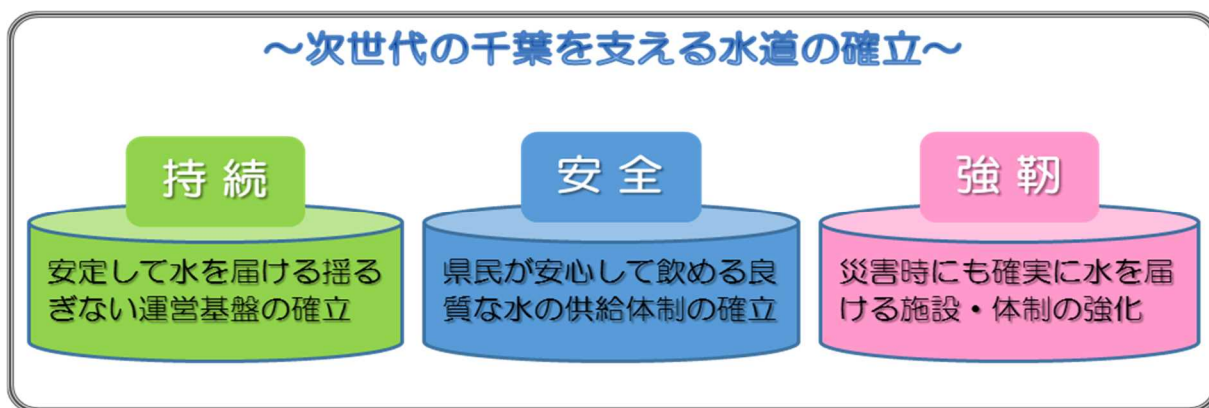 ～次世代の千葉を支える水道の確立～
持続
安定して水を届ける揺る
ぎない運営基盤の確立
安全
県民が安心して飲める良
質な水の供給体制の確立
強靭
災害時にも確実に水を届
ける施設・体制の強化